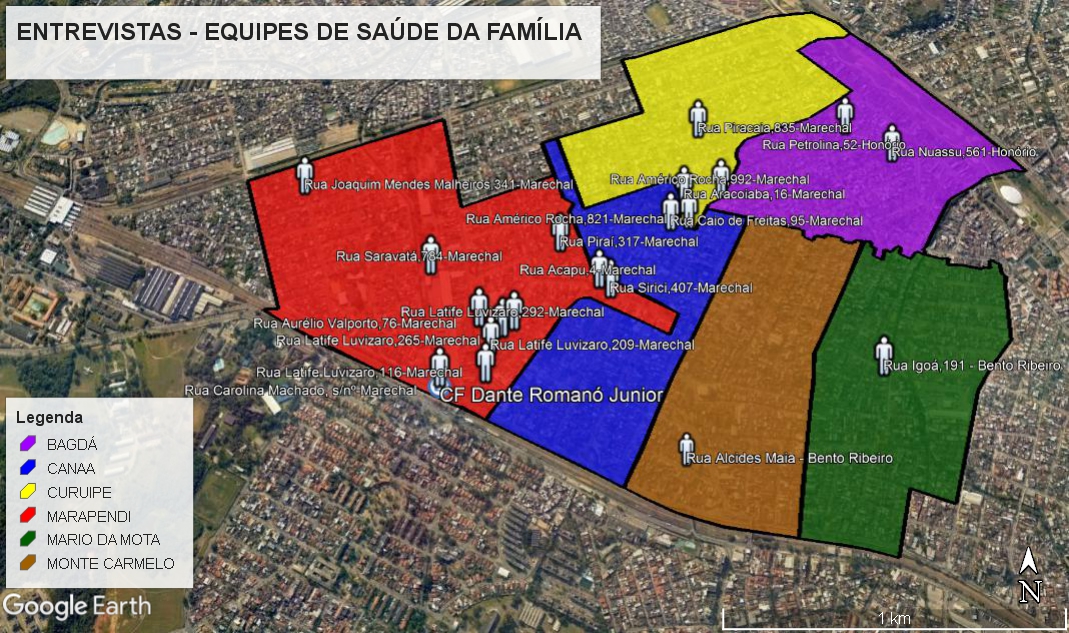 ENTREVISTAS - EQUIPES DE SAÚDE DA FAMÍLIA
Rua Piracaia,835-Marechal
Rua Petrolina,52-Honório
Rua Nuassu,561-Honório
Rua Joaquim Mendes Malheiros,341-Marechal
Rua Américo Rocha,992-Marechal
Rua Aracoiaba,16-Marechal
Rua Américo Rocha,821-Marechal
Rua Caio de Freitas,95-Marechal
Rua Piraí,317-Marechal
Rua Saravatá,784-Marechal
Rua Acapu,4-Marechal
Rua Sirici,407-Marechal
Rua Latife Luvizaro,292-Marechal
Rua Aurélio Valporto,76-Marechal
Rua Latife Luvizaro,265-Marechal
Rua Latife Luvizaro,209-Marechal
Rua Igoá,191 - Bento Ribeiro
Rua Latife Luvizaro,116-Marechal
Rua Carolina Machado, s/nº-Marechal
CF Dante Romanó Junior
Rua Alcides Maia - Bento Ribeiro
Legenda
BAGDÁ
CANAA
CURUIPE
MARAPENDI
MARIO DA MOTA
MONTE CARMELO
Google Earth
N
1 km